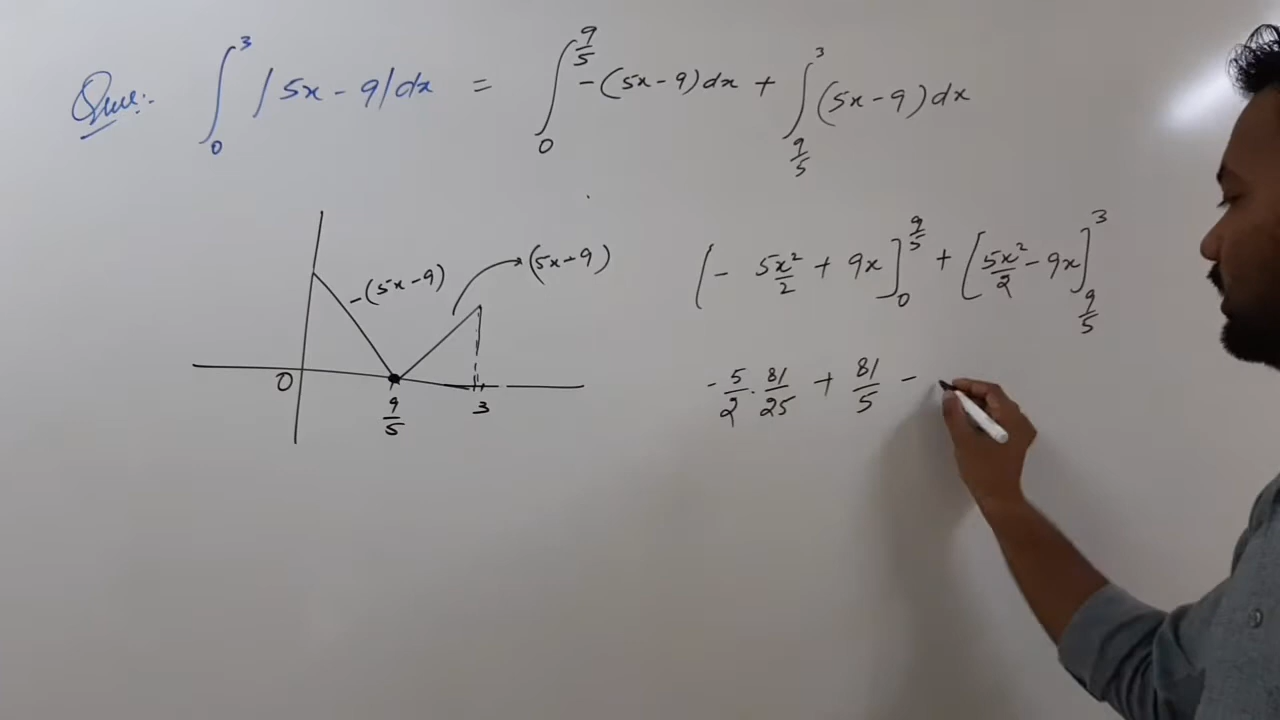 Que:- ∫₀³ |5x - 9| dx = ∫₀^(9/5) -(5x - 9) dx + ∫_(9/5)^3 (5x - 9) dx
-(5x - 9)
(5x - 9)
0
9/5
3
[- 5x²/2 + 9x]₀^(9/5) + [5x²/2 - 9x]_(9/5)^3
- 5/2 . 81/25 + 81/5 -